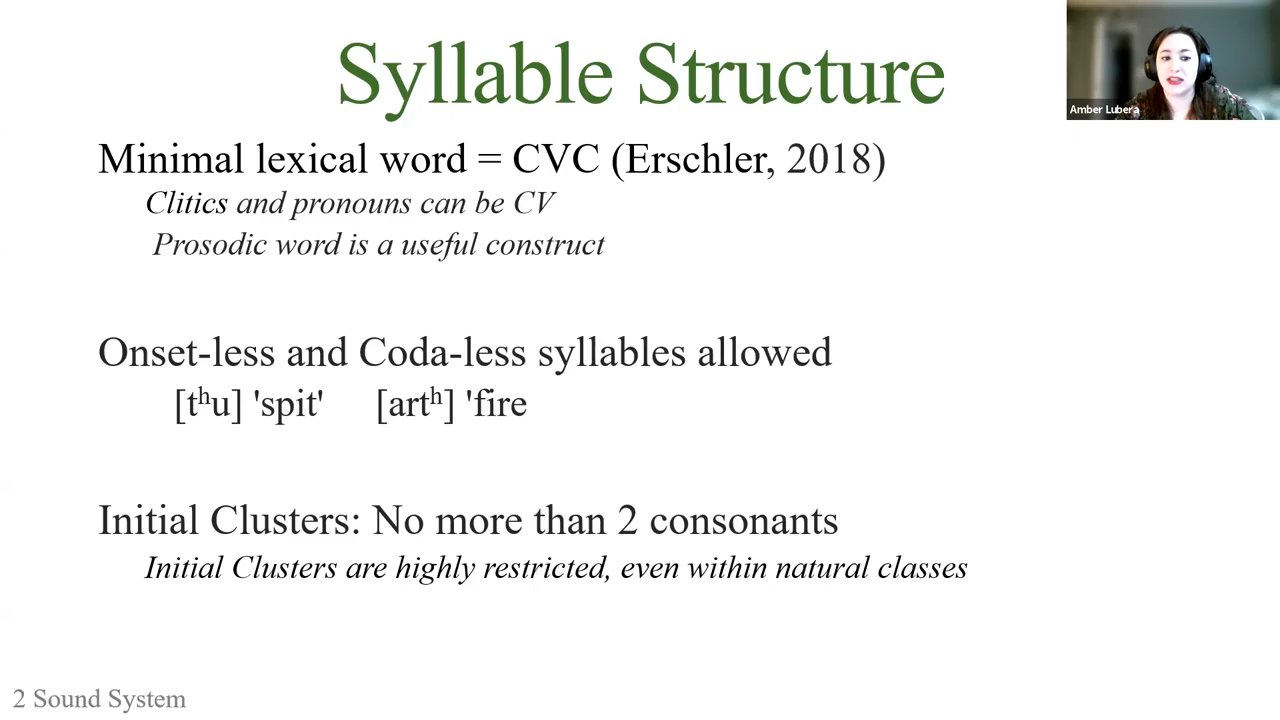 Syllable Structure
Amber Lubera
Minimal lexical word = CVC (Erschler, 2018)
Clitics and pronouns can be CV
Prosodic word is a useful construct
Onset-less and Coda-less syllables allowed
[tʰu] 'spit' [artʰ] 'fire
Initial Clusters: No more than 2 consonants
Initial Clusters are highly restricted, even within natural classes
2 Sound System